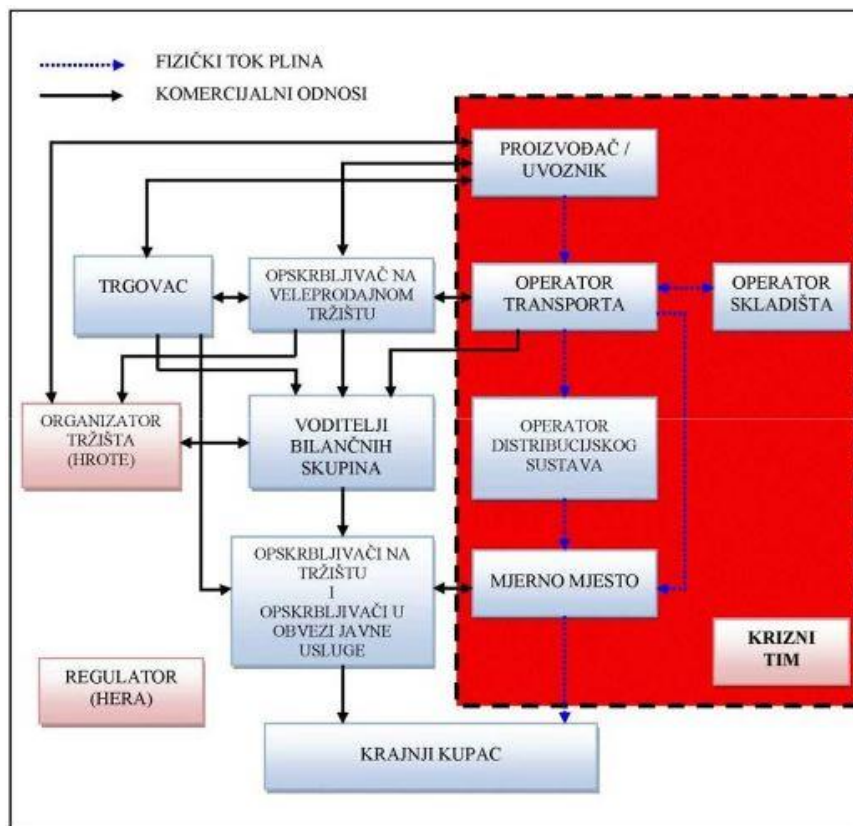 FIZIČKI TOK PLINA
KOMERCIJALNI ODNOSI
PROIZVOĐAČ /
UVOZNIK
TRGOVAC
OPSKRBLJIVAČ NA
VELEPRODAJNOM
TRŽIŠTU
OPERATOR
TRANSPORTA
OPERATOR
SKLADIŠTA
ORGANIZATOR
TRŽIŠTA
(HROTE)
VODITELJI
BILANČNIH
SKUPINA
OPERATOR
DISTRIBUCIJSKOG
SUSTAVA
OPSKRBLJIVAČI NA
TRŽIŠTU
I
OPSKRBLJIVAČI U
OBVEZI JAVNE
USLUGE
MJERNO MJESTO
REGULATOR
(HERA)
KRIZNI
TIM
KRAJNJI KUPAC